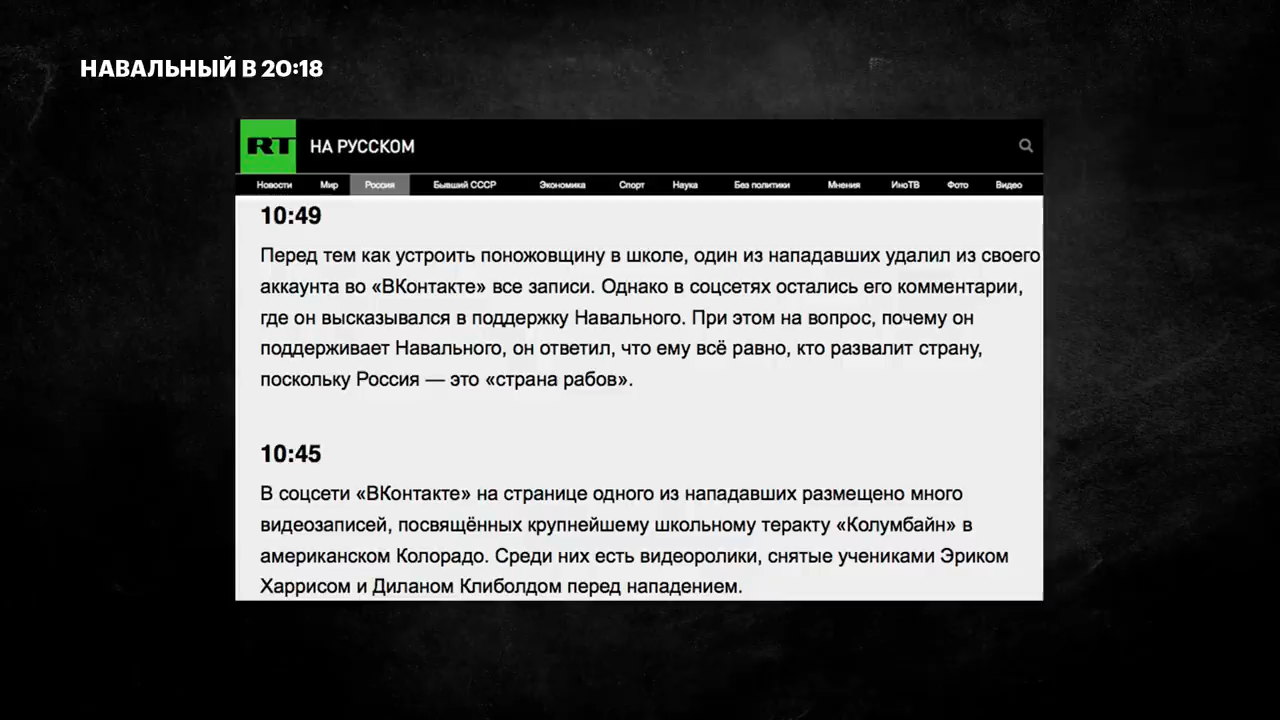 НАВАЛЬНЫЙ В 20:18
RT НА РУССКОМ
Новости Мир Россия Бывший СССР Экономика Спорт Наука Без политики Мнения ИноТВ Фото Видео
10:49
Перед тем как устроить поножовщину в школе, один из нападавших удалил из своего
аккаунта во «ВКонтакте» все записи. Однако в соцсетях остались его комментарии,
где он высказывался в поддержку Навального. При этом на вопрос, почему он
поддерживает Навального, он ответил, что ему всё равно, кто развалит страну,
поскольку Россия — это «страна рабов».
10:45
В соцсети «ВКонтакте» на странице одного из нападавших размещено много
видеозаписей, посвящённых крупнейшему школьному теракту «Колумбайн» в
американском Колорадо. Среди них есть видеоролики, снятые учениками Эриком
Харрисом и Диланом Клиболдом перед нападением.